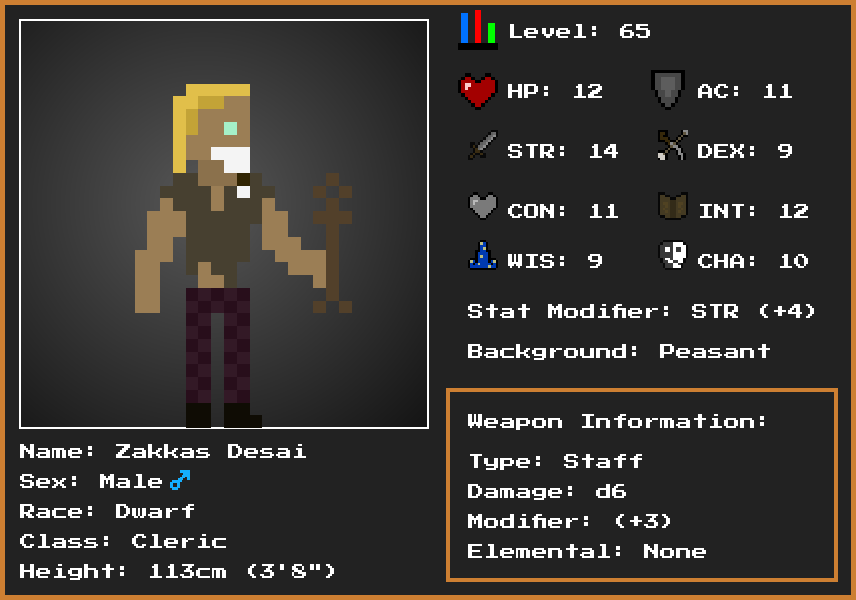 Level: 65
HP: 12
AC: 11
STR: 14
DEX: 9
CON: 11
INT: 12
WIS: 9
CHA: 10
Stat Modifier: STR (+4)
Background: Peasant
Weapon Information:
Type: Staff
Damage: d6
Modifier: (+3)
Elemental: None
Name: Zakkas Desai
Sex: Male♂
Race: Dwarf
Class: Cleric
Height: 113cm (3'8")